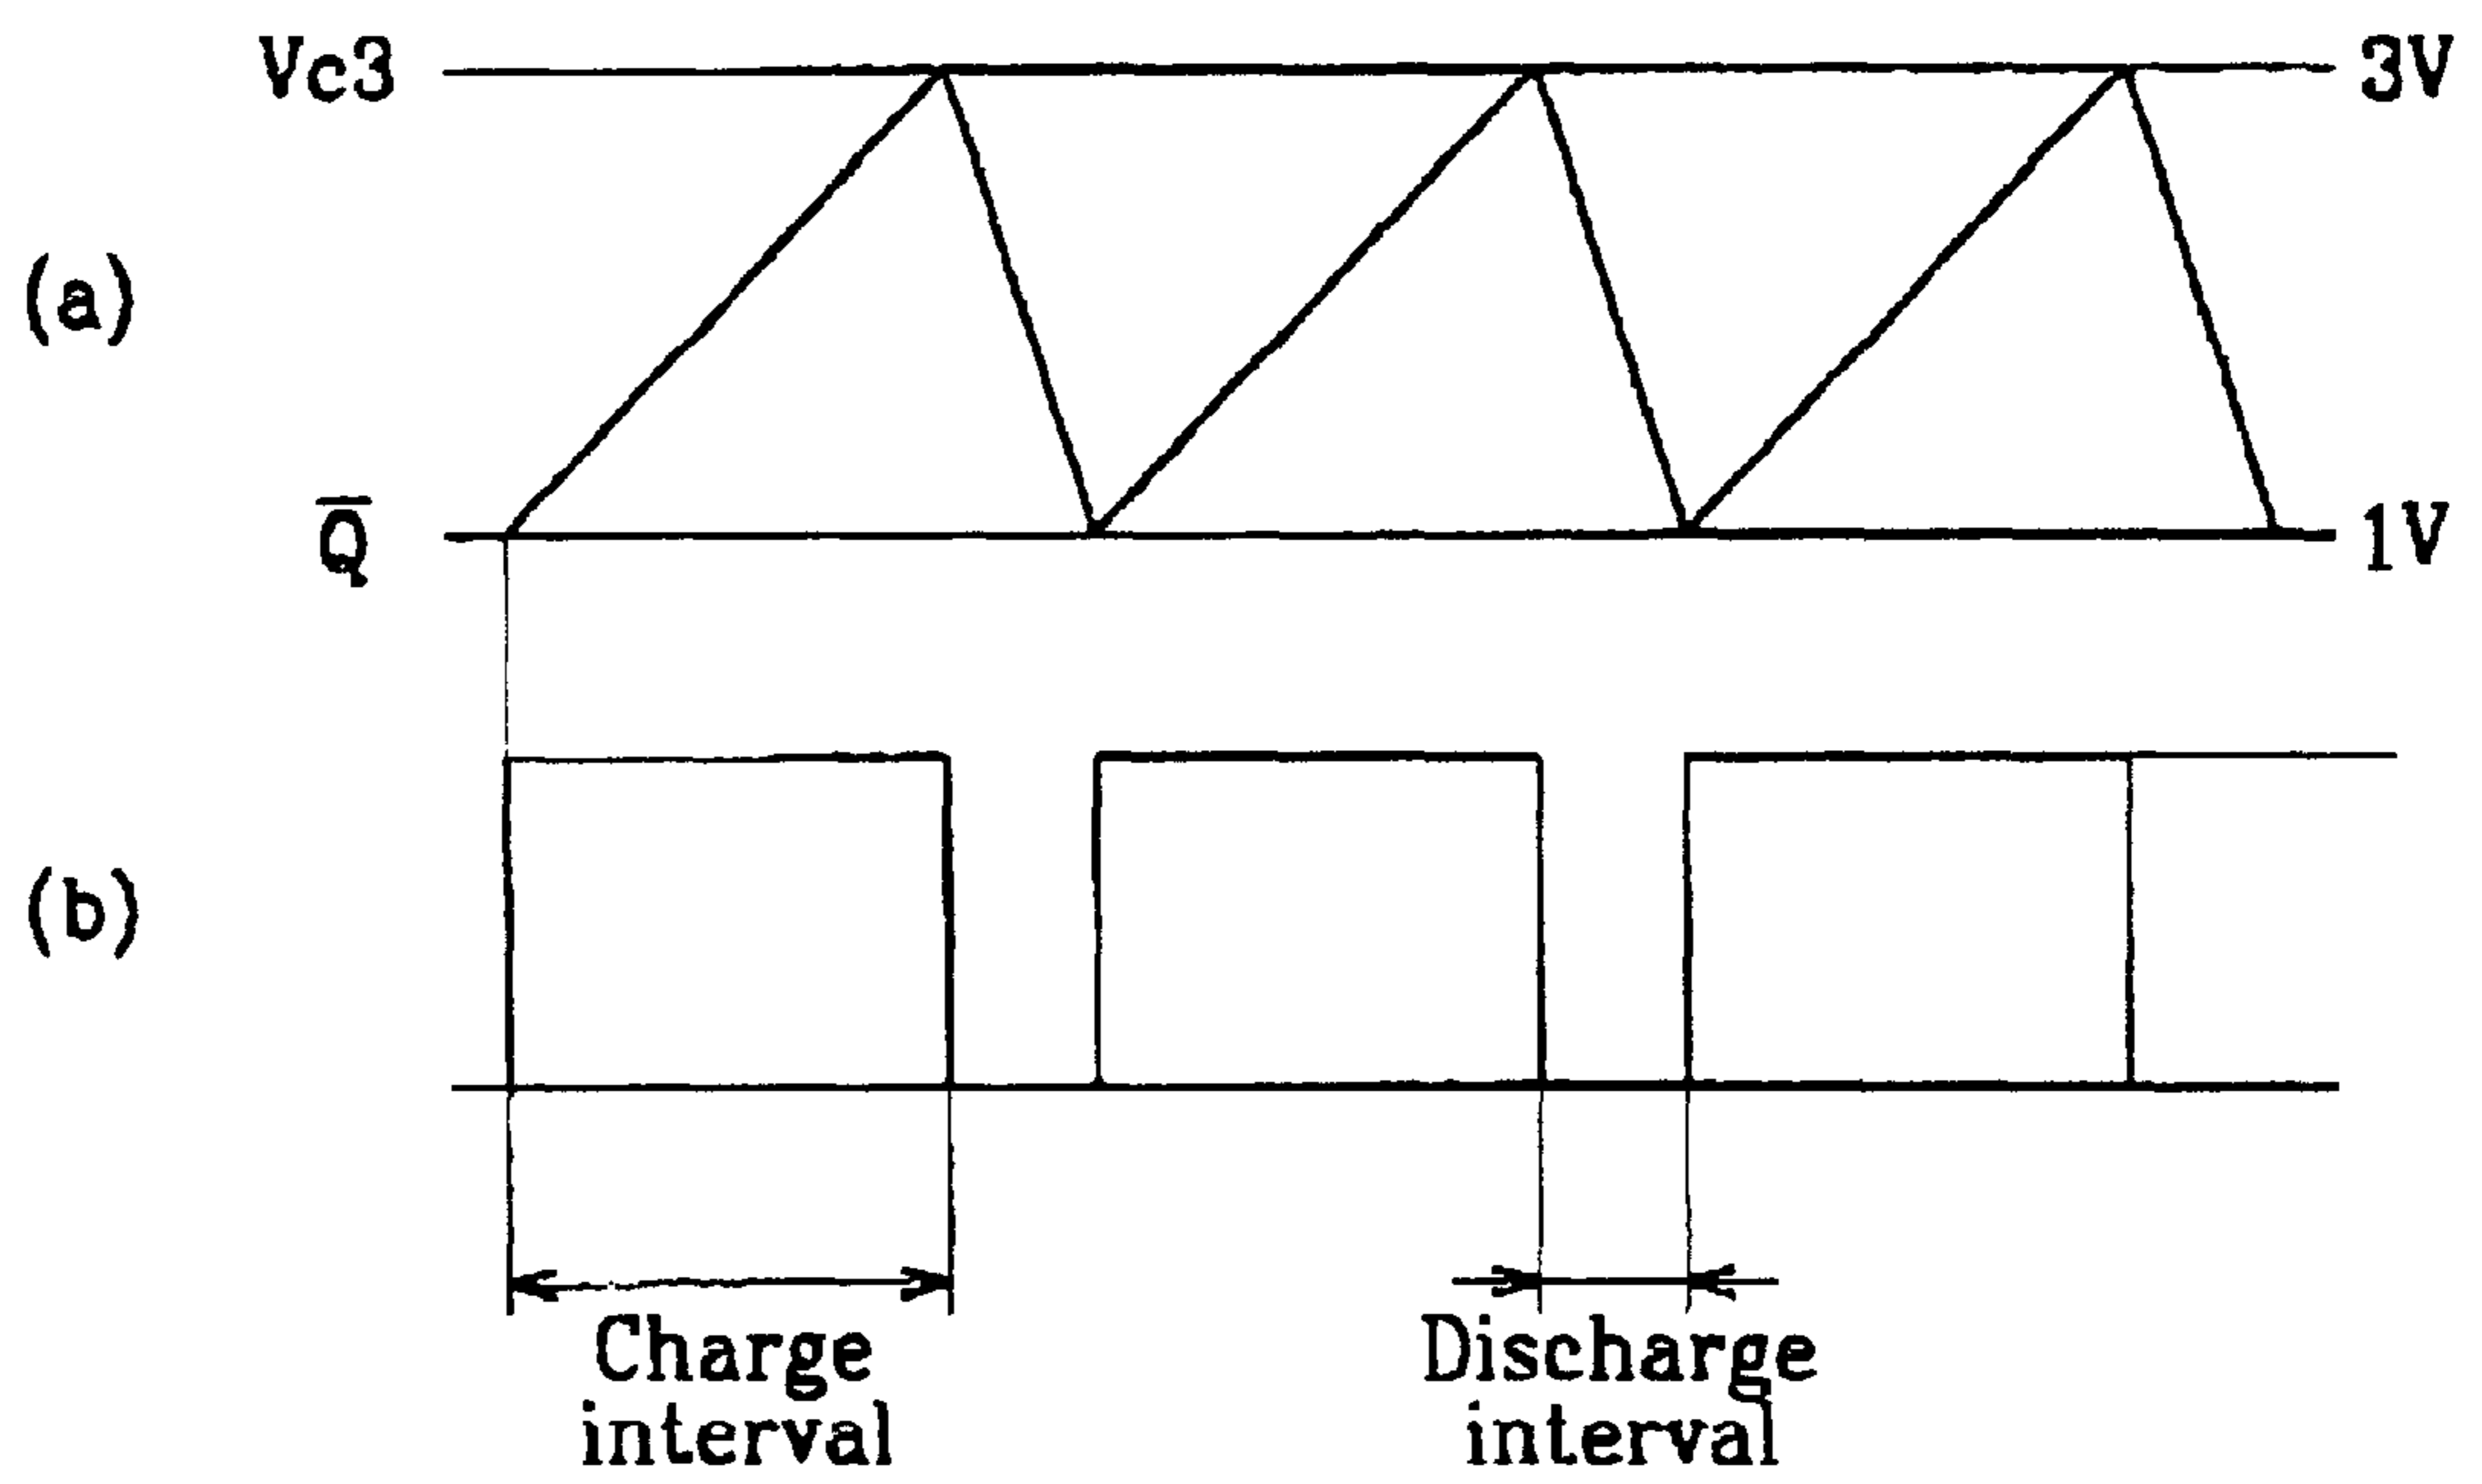 Vc3
3V
(a)
Q̅
1V
(b)
Charge
interval
Discharge
interval